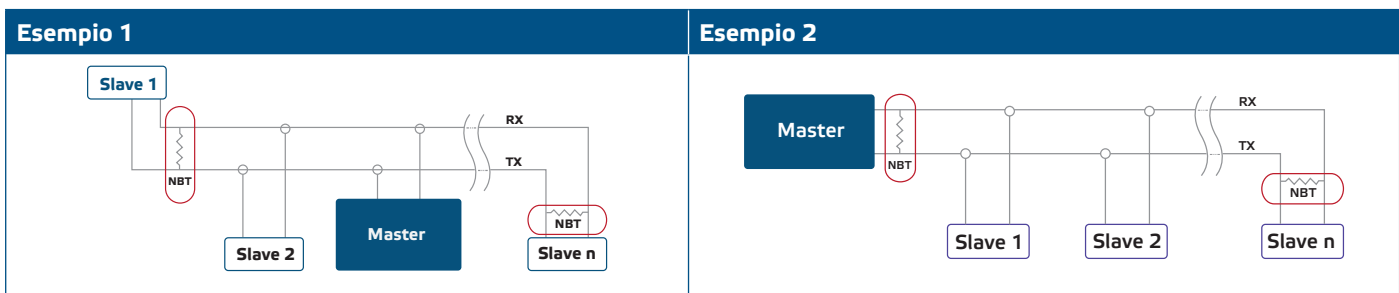 Esempio 1
Slave 1
RX
TX
NBT
NBT
Slave 2
Master
Slave n
Esempio 2
Master
RX
TX
NBT
NBT
Slave 1
Slave 2
Slave n